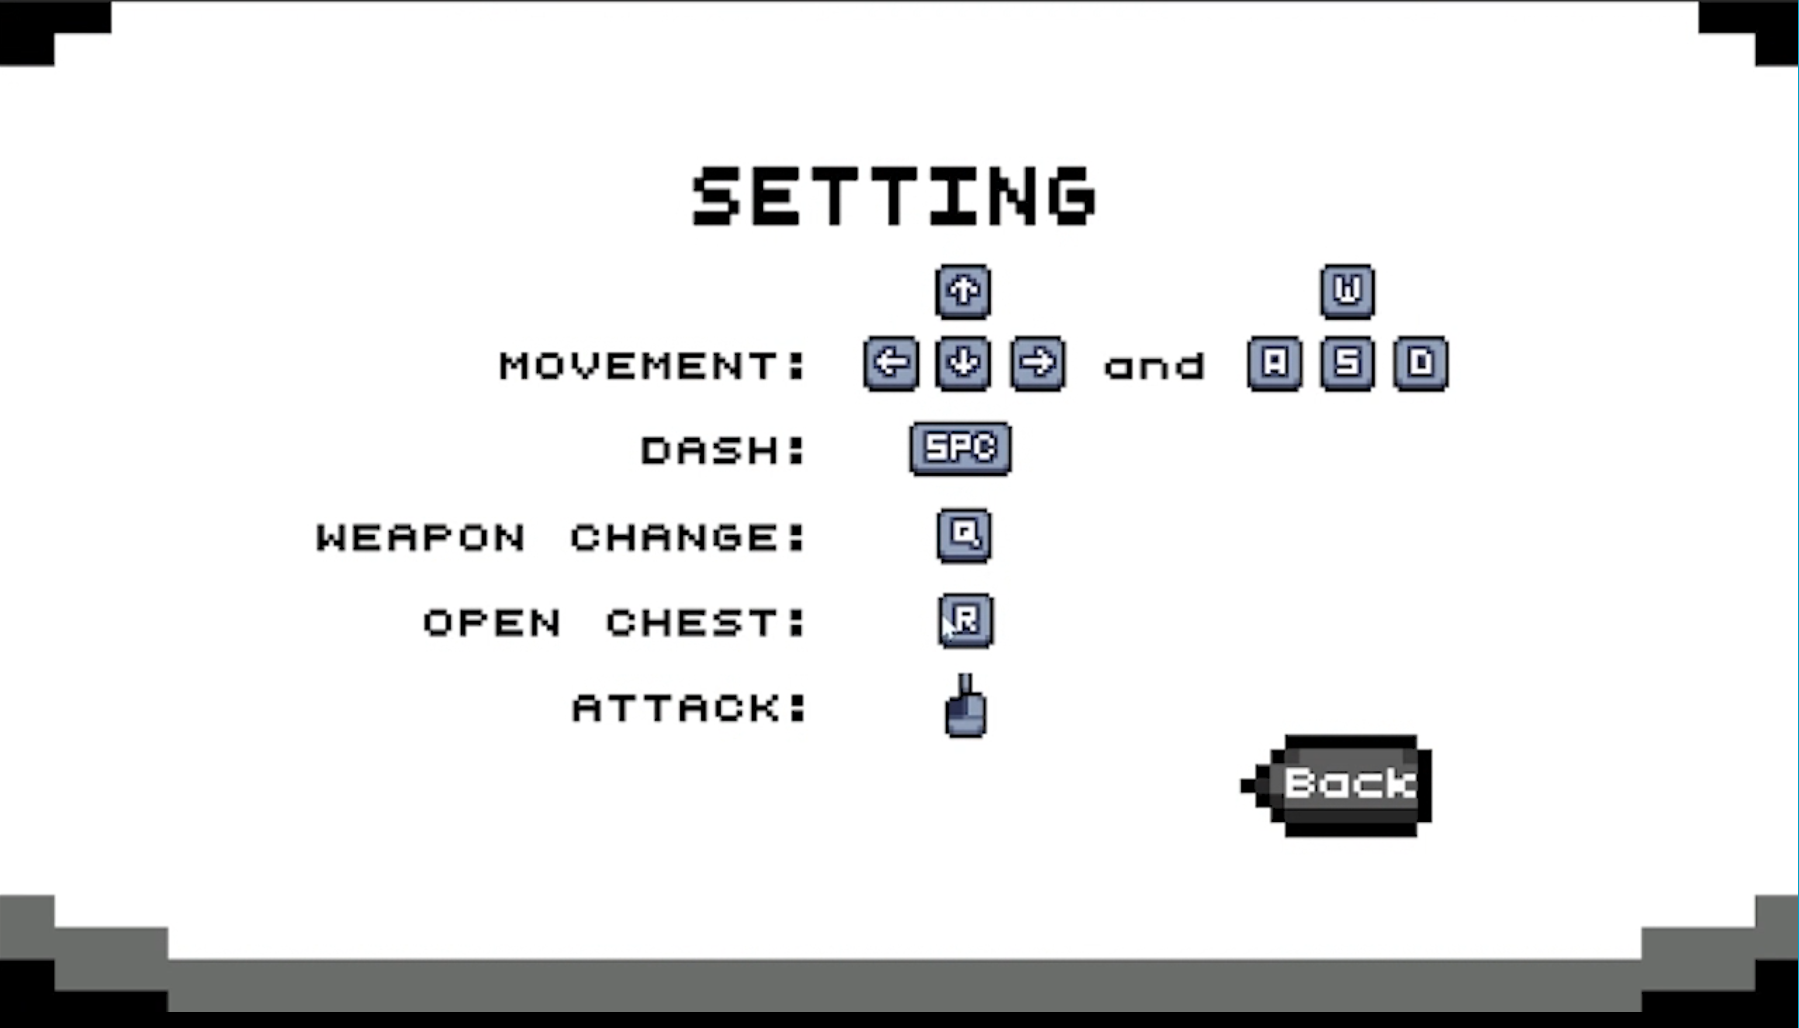 SETTING
W
MOVEMENT: and A S D
DASH: SPC
WEAPON CHANGE: Q
OPEN CHEST: R
ATTACK:
Back